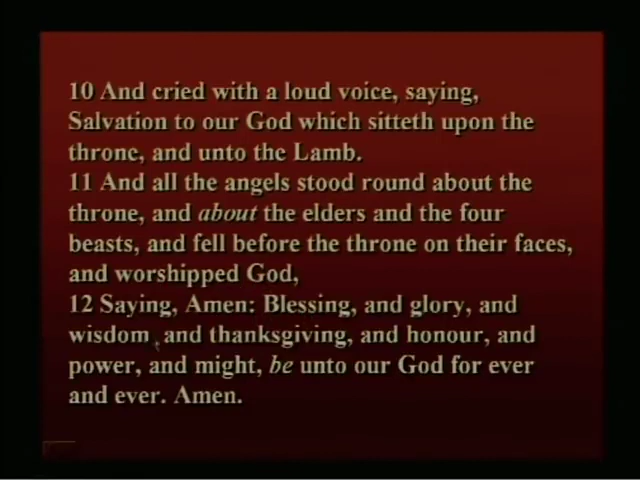 10 And cried with a loud voice, saying,
Salvation to our God which sitteth upon the
throne, and unto the Lamb.
11 And all the angels stood round about the
throne, and about the elders and the four
beasts, and fell before the throne on their faces,
and worshipped God,
12 Saying, Amen: Blessing, and glory, and
wisdom, and thanksgiving, and honour, and
power, and might, be unto our God for ever
and ever. Amen.